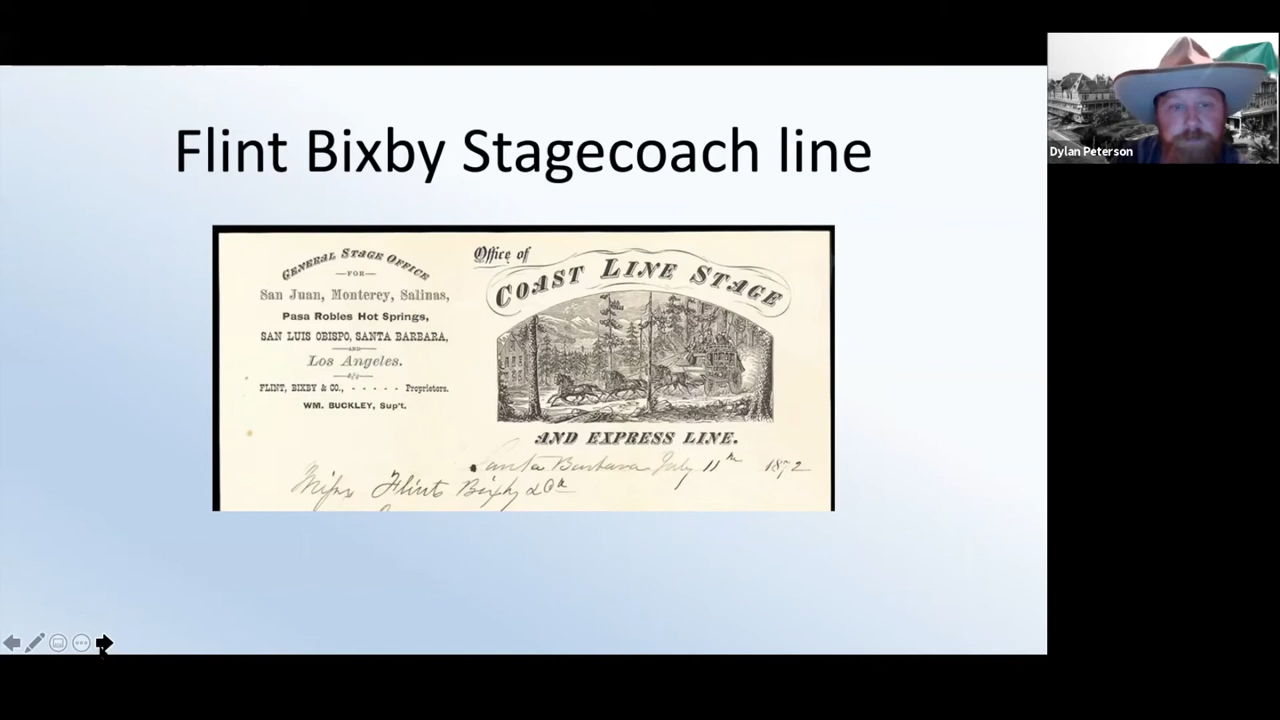 Flint Bixby Stagecoach line
GENERAL STAGE OFFICE
—FOR—
San Juan, Monterey, Salinas,
Pasa Robles Hot Springs,
SAN LUIS OBISPO, SANTA BARBARA,
—AND—
Los Angeles.
FLINT, BIXBY & CO., - - - - - Proprietors.
WM. BUCKLEY, Sup't.
Office of
COAST LINE STAGE
AND EXPRESS LINE.
Santa Barbara July 11th 1872
Flint Bixby & Co
Dylan Peterson